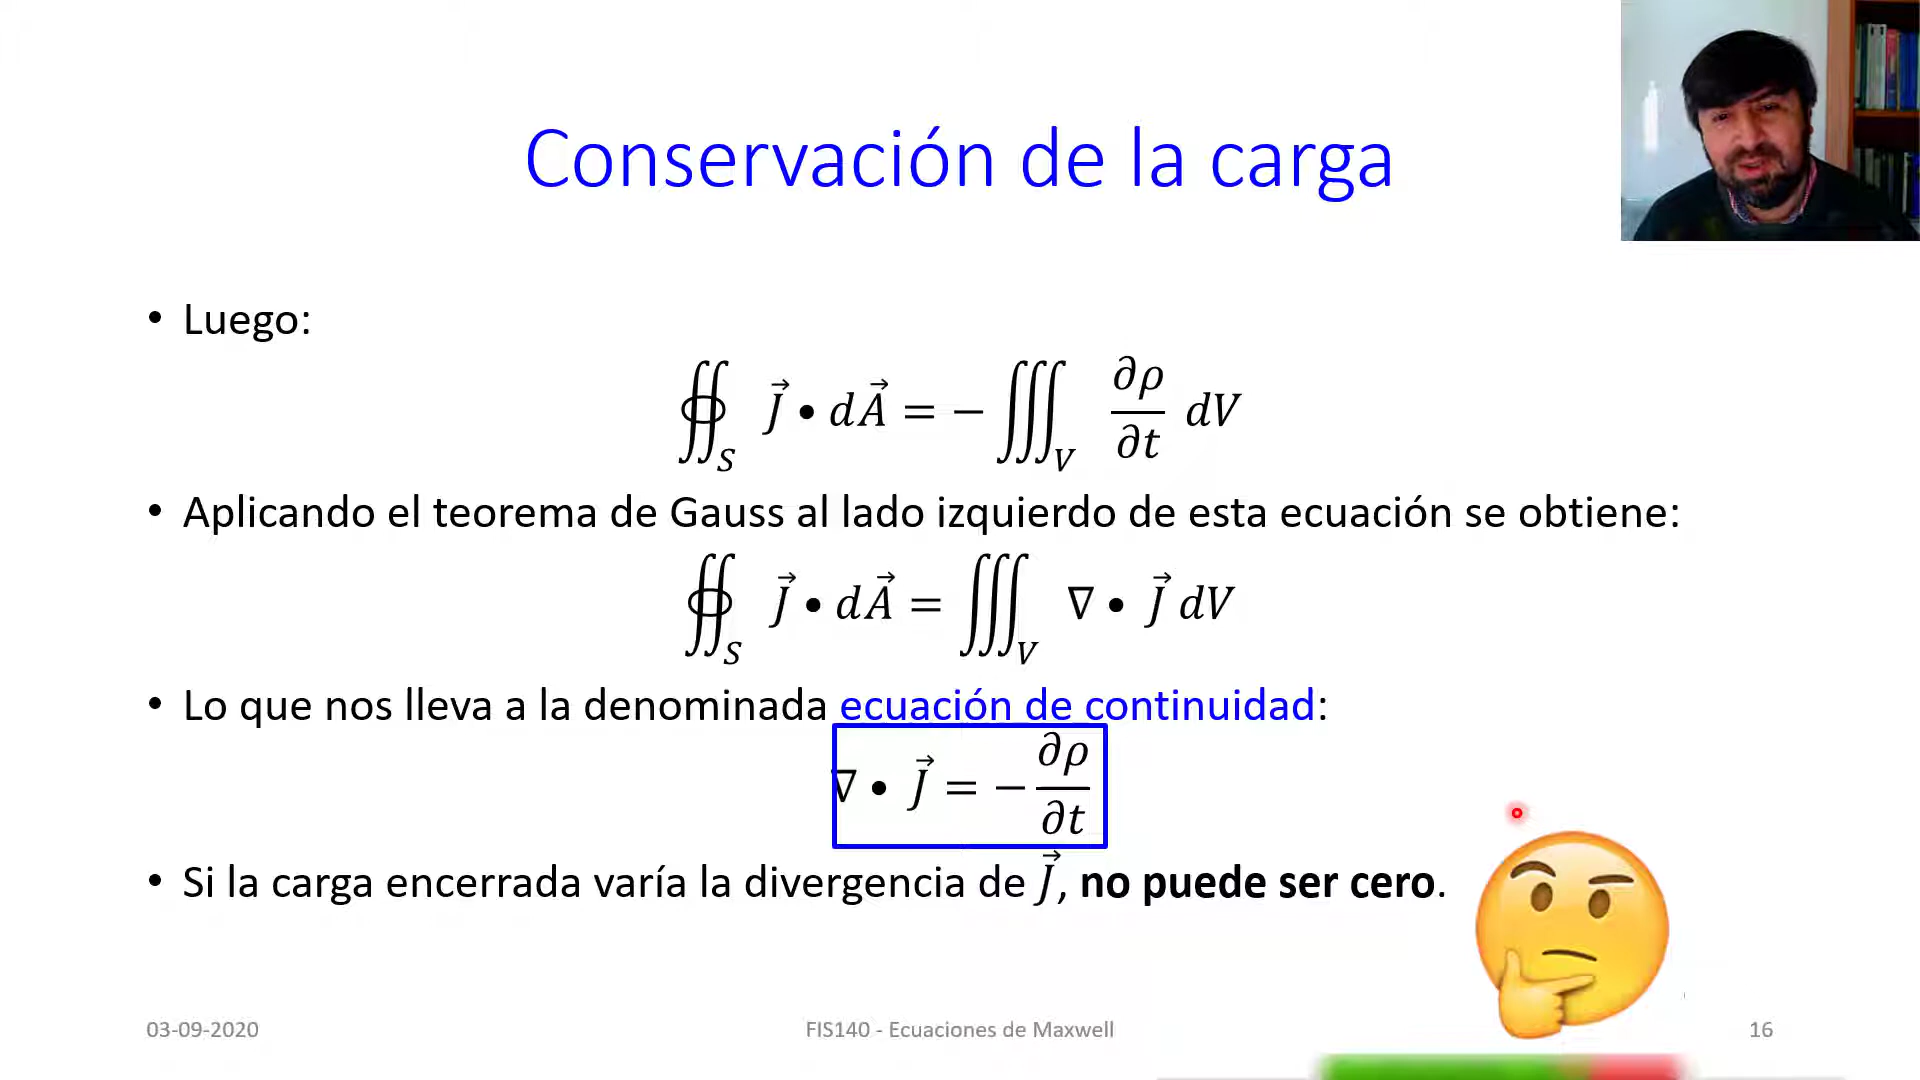 Conservación de la carga
• Luego:
∯_S J⃗ • dA⃗ = − ∭_V ∂ρ/∂t dV
• Aplicando el teorema de Gauss al lado izquierdo de esta ecuación se obtiene:
∯_S J⃗ • dA⃗ = ∭_V ∇ • J⃗ dV
• Lo que nos lleva a la denominada ecuación de continuidad:
∇ • J⃗ = − ∂ρ/∂t
• Si la carga encerrada varía la divergencia de J⃗, no puede ser cero.
03-09-2020
FIS140 - Ecuaciones de Maxwell
16